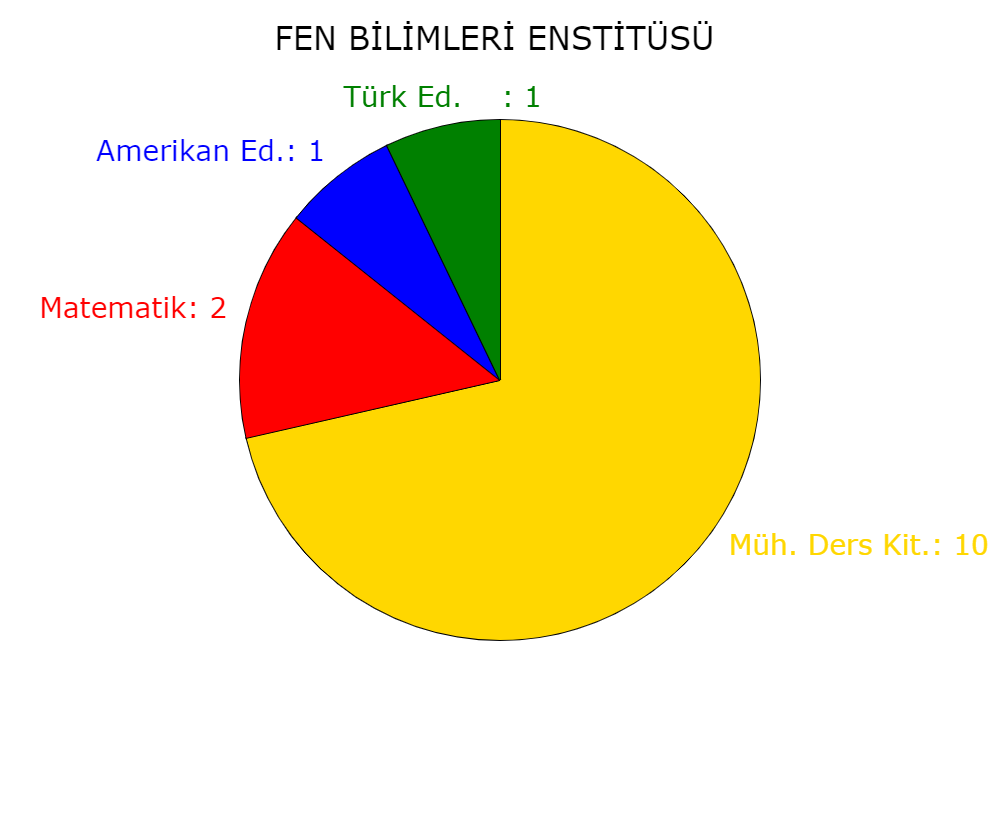 FEN BİLİMLERİ ENSTİTÜSÜ
Türk Ed. : 1
Amerikan Ed.: 1
Matematik: 2
Müh. Ders Kit.: 10